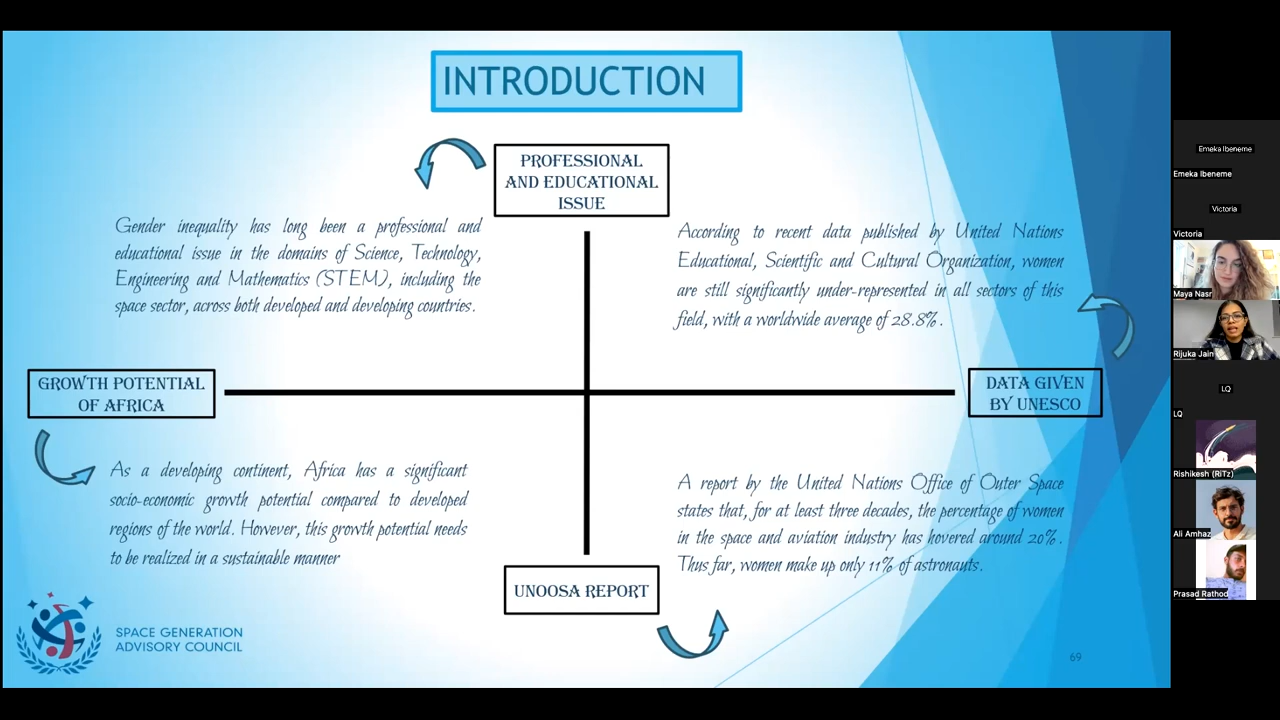 INTRODUCTION
PROFESSIONAL
AND EDUCATIONAL
ISSUE
Gender inequality has long been a professional and
educational issue in the domains of Science, Technology,
Engineering and Mathematics (STEM), including the
space sector, across both developed and developing countries.
According to recent data published by United Nations
Educational, Scientific and Cultural Organization, women
are still significantly under-represented in all sectors of this
field, with a worldwide average of 28.8%.
GROWTH POTENTIAL
OF AFRICA
DATA GIVEN
BY UNESCO
As a developing continent, Africa has a significant
socio-economic growth potential compared to developed
regions of the world. However, this growth potential needs
to be realized in a sustainable manner
A report by the United Nations Office of Outer Space
states that, for at least three decades, the percentage of women
in the space and aviation industry has hovered around 20%.
Thus far, women make up only 11% of astronauts.
UNOOSA REPORT
SPACE GENERATION
ADVISORY COUNCIL
69
Emeka Ibeneme
Emeka Ibeneme
Victoria
Victoria
Maya Nasr
Rijuka Jain
LQ
LQ
Rishikesh (RiTz)
Ali Amhaz
Prasad Rathod